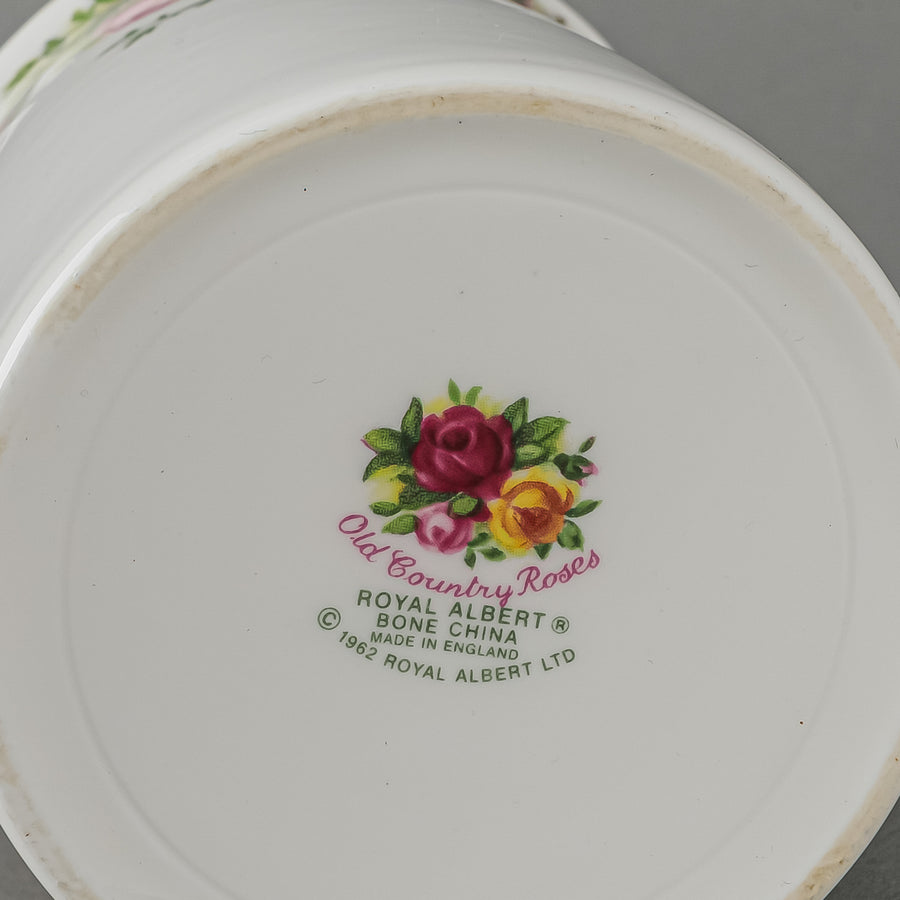 Old Country Roses
ROYAL ALBERT ®
BONE CHINA
MADE IN ENGLAND
© 1962 ROYAL ALBERT LTD